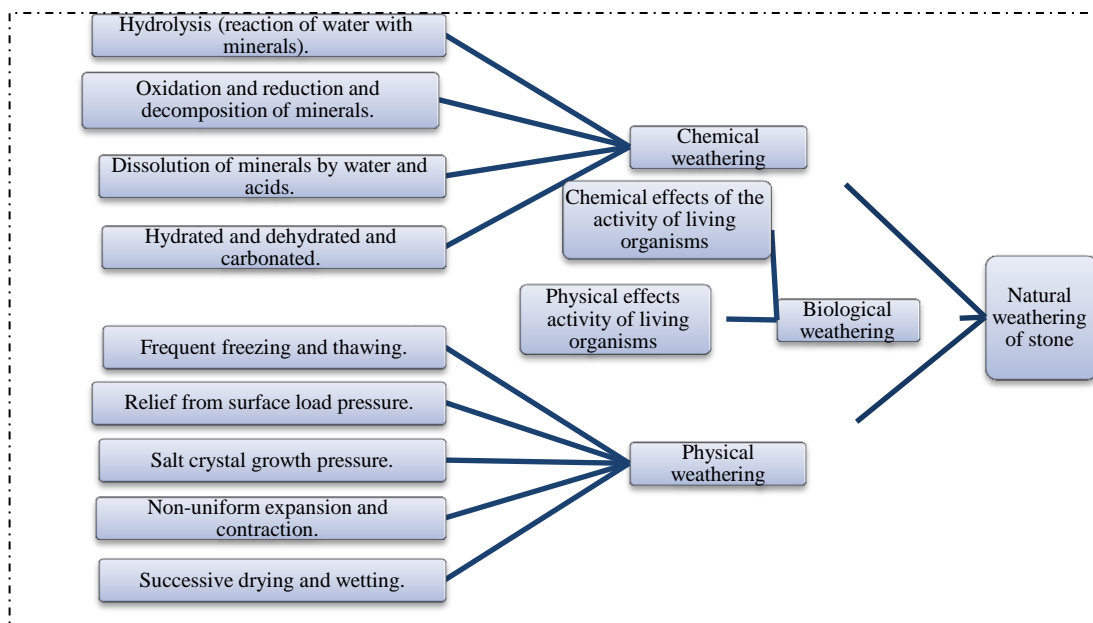 Hydrolysis (reaction of water with
minerals).
Oxidation and reduction and
decomposition of minerals.
Dissolution of minerals by water and
acids.
Hydrated and dehydrated and
carbonated.
Chemical
weathering
Chemical effects of the
activity of living
organisms
Physical effects
activity of living
organisms
Biological
weathering
Natural
weathering
of stone
Frequent freezing and thawing.
Relief from surface load pressure.
Salt crystal growth pressure.
Non-uniform expansion and
contraction.
Successive drying and wetting.
Physical
weathering